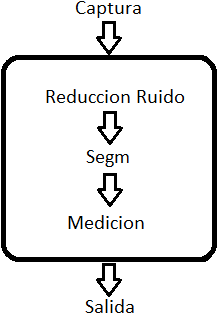 Captura
Reduccion Ruido
Segm
Medicion
Salida